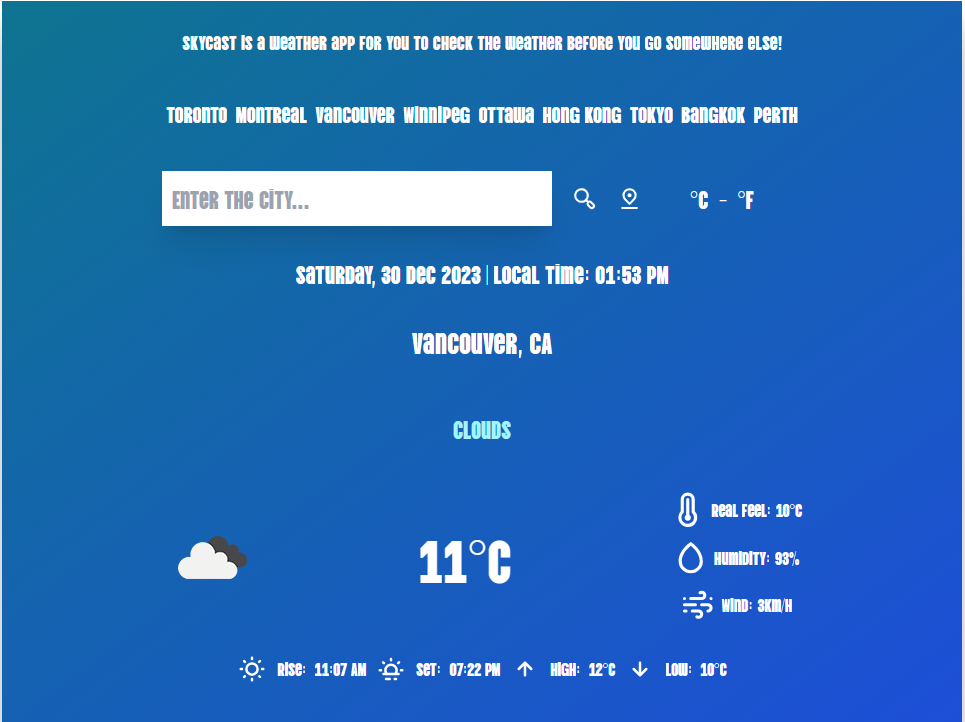 SKYCAST IS A WEATHER APP FOR YOU TO CHECK THE WEATHER BEFORE YOU GO SOMEWHERE ELSE!
TORONTO MONTREAL VANCOUVER WINNIPEG OTTAWA HONG KONG TOKYO BANGKOK PERTH
ENTER THE CITY...
°C - °F
SATURDAY, 30 DEC 2023 | LOCAL TIME: 01:53 PM
VANCOUVER, CA
CLOUDS
REAL FEEL: 10°C
11°C
HUMIDITY: 93%
WIND: 3KM/H
RISE: 11:07 AM SET: 07:22 PM HIGH: 12°C LOW: 10°C